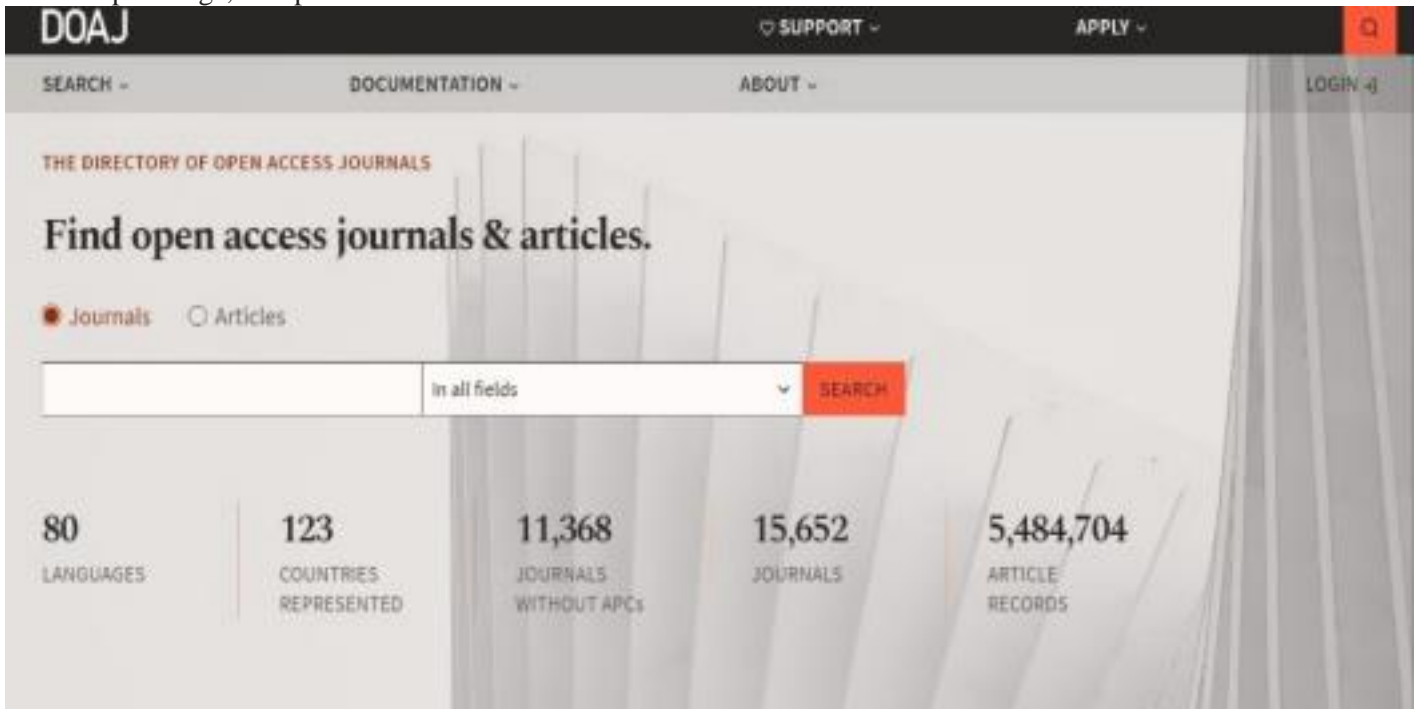 DOAJ
SUPPORT
APPLY
SEARCH
DOCUMENTATION
ABOUT
LOGIN
THE DIRECTORY OF OPEN ACCESS JOURNALS
Find open access journals & articles.
Journals
Articles
In all fields
SEARCH
80
LANGUAGES
123
COUNTRIES
REPRESENTED
11,368
JOURNALS
WITHOUT APCs
15,652
JOURNALS
5,484,704
ARTICLE
RECORDS